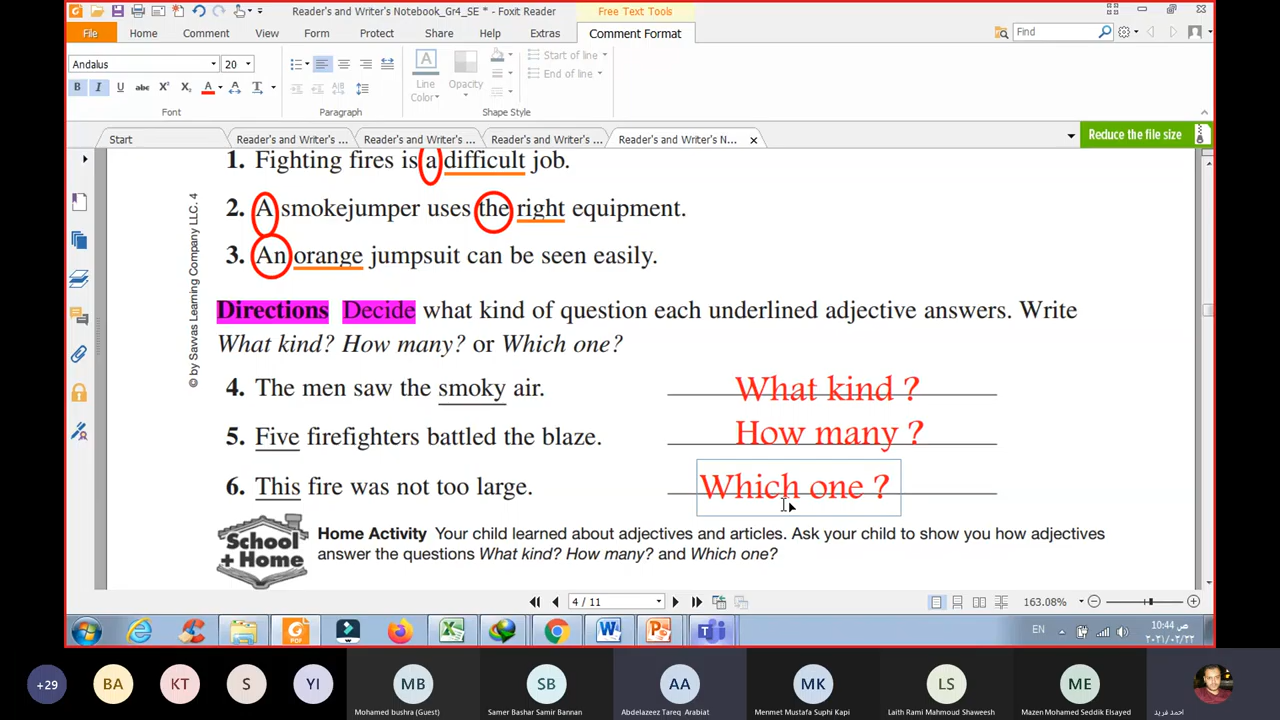 Reader's and Writer's Notebook_Gr4_SE * - Foxit Reader
Free Text Tools
File Home Comment View Form Protect Share Help Extras Comment Format
Find
Andalus 20
Line Color
Opacity
Start of line
End of line
Font Paragraph Shape Style
Start Reader's and Writer's ... Reader's and Writer's ... Reader's and Writer's ... Reader's and Writer's N...
Reduce the file size
1. Fighting fires is a difficult job.
2. A smokejumper uses the right equipment.
3. An orange jumpsuit can be seen easily.
Directions Decide what kind of question each underlined adjective answers. Write
What kind? How many? or Which one?
4. The men saw the smoky air. What kind ?
5. Five firefighters battled the blaze. How many ?
6. This fire was not too large. Which one ?
© by Savvas Learning Company LLC. 4
School + Home
Home Activity Your child learned about adjectives and articles. Ask your child to show you how adjectives
answer the questions What kind? How many? and Which one?
4 / 11
163.08%
EN
10:44 ص
٢٠٢١/٠٢/٢٢
+29 BA KT S YI MB SB AA MK LS ME
Mohamed bushra (Guest) Samer Bashar Samir Bannan Abdelazeez Tareq Arabiat Menmet Mustafa Suphi Kapi Laith Rami Mahmoud Shaweesh Mazen Mohamed Seddik Elsayed احمد فريد